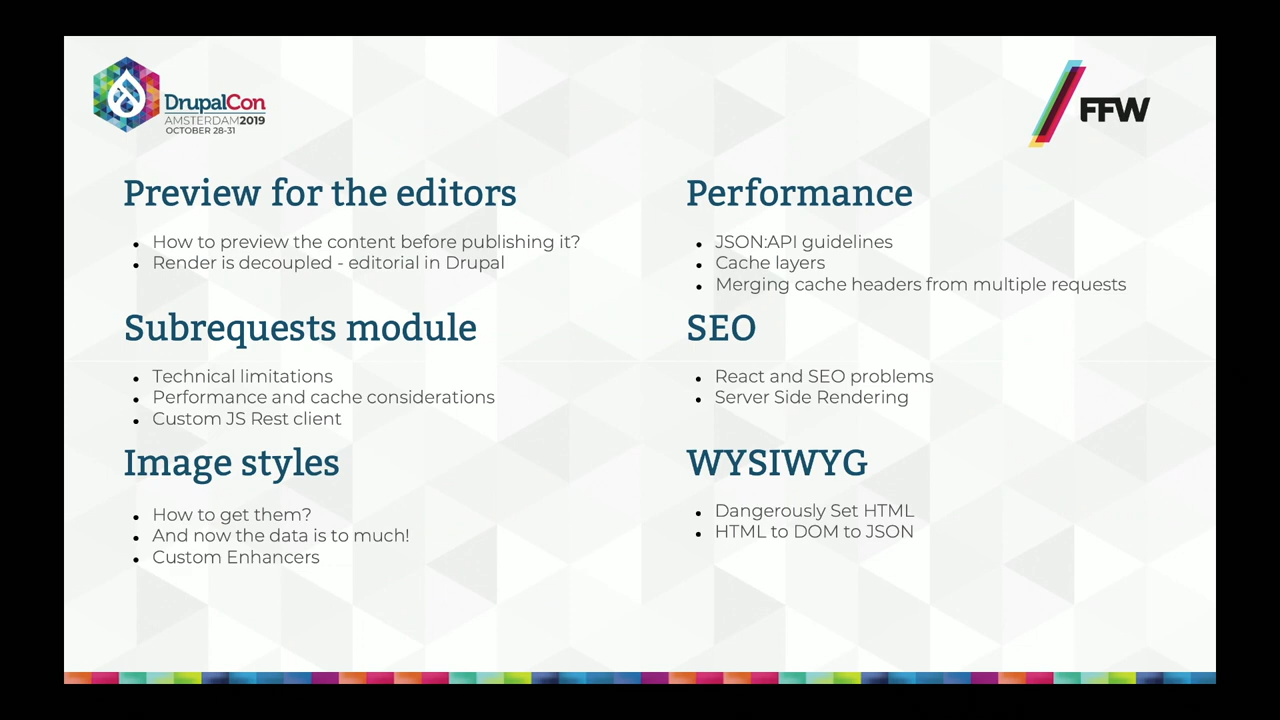 DrupalCon
AMSTERDAM2019
OCTOBER 28-31
FFW
Preview for the editors
• How to preview the content before publishing it?
• Render is decoupled - editorial in Drupal
Subrequests module
• Technical limitations
• Performance and cache considerations
• Custom JS Rest client
Image styles
• How to get them?
• And now the data is to much!
• Custom Enhancers
Performance
• JSON:API guidelines
• Cache layers
• Merging cache headers from multiple requests
SEO
• React and SEO problems
• Server Side Rendering
WYSIWYG
• Dangerously Set HTML
• HTML to DOM to JSON